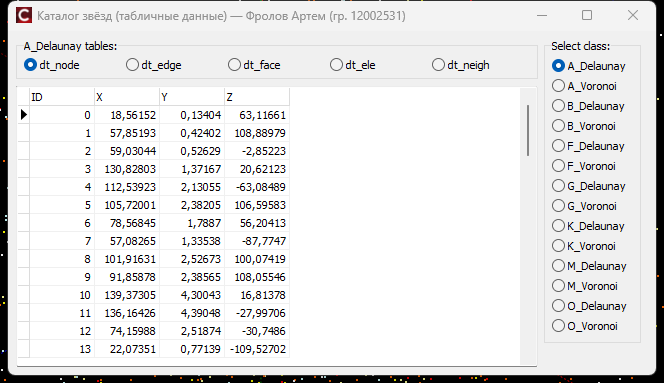 Каталог звёзд (табличные данные) — Фролов Артем (гр. 12002531)
A_Delaunay tables:
dt_node dt_edge dt_face dt_ele dt_neigh
ID X Y Z
0 18,56152 0,13404 63,11661
1 57,85193 0,42402 108,88979
2 59,03044 0,52629 -2,85223
3 130,82803 1,37167 20,62123
4 112,53923 2,13055 -63,08489
5 105,72001 2,38205 106,59583
6 78,56845 1,7887 56,20413
7 57,08265 1,33538 -87,7747
8 101,91631 2,52673 100,07419
9 91,85878 2,38565 108,05546
10 139,37305 4,30043 16,81378
11 136,16426 4,39048 -27,99706
12 74,15988 2,51874 -30,7486
13 22,07351 0,77139 -109,52702
Select class:
A_Delaunay
A_Voronoi
B_Delaunay
B_Voronoi
F_Delaunay
F_Voronoi
G_Delaunay
G_Voronoi
K_Delaunay
K_Voronoi
M_Delaunay
M_Voronoi
O_Delaunay
O_Voronoi